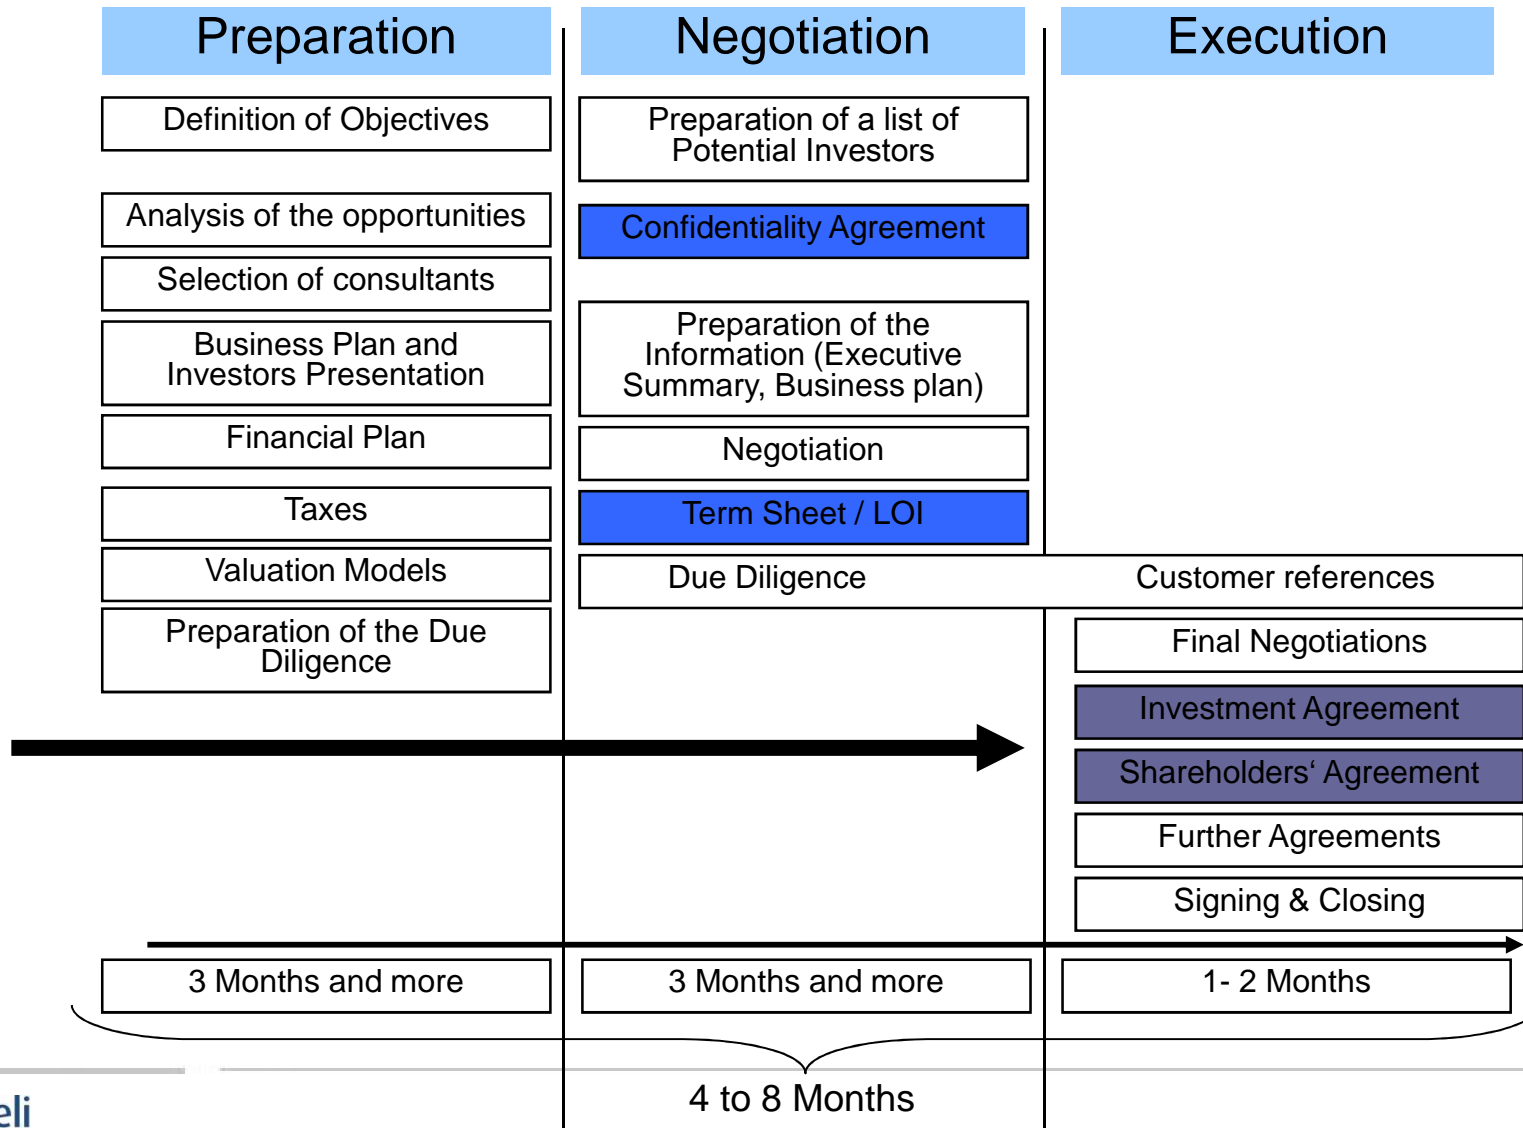 Preparation
Negotiation
Execution
Definition of Objectives
Analysis of the opportunities
Selection of consultants
Business Plan and
Investors Presentation
Financial Plan
Taxes
Valuation Models
Preparation of the Due
Diligence
Preparation of a list of
Potential Investors
Confidentiality Agreement
Preparation of the
Information (Executive
Summary, Business plan)
Negotiation
Term Sheet / LOI
Due Diligence
Customer references
Final Negotiations
Investment Agreement
Shareholders‘ Agreement
Further Agreements
Signing & Closing
3 Months and more
3 Months and more
1- 2 Months
4 to 8 Months
eli